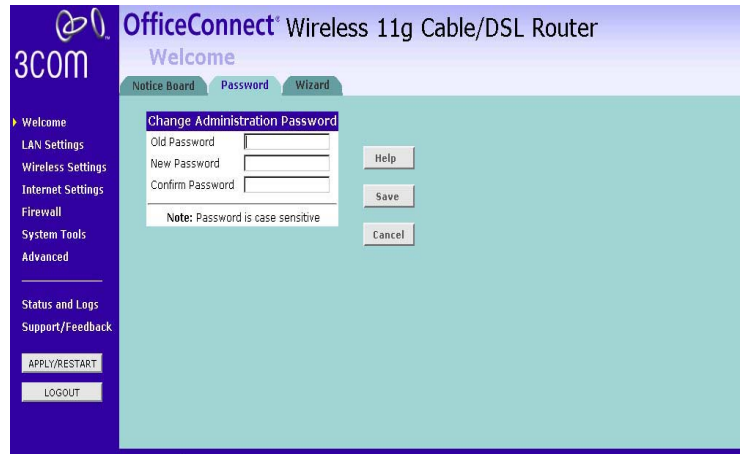 3COM
OfficeConnect® Wireless 11g Cable/DSL Router
Welcome
Notice Board Password Wizard
Welcome
LAN Settings
Wireless Settings
Internet Settings
Firewall
System Tools
Advanced
Status and Logs
Support/Feedback
APPLY/RESTART
LOGOUT
Change Administration Password
Old Password
New Password
Confirm Password
Note: Password is case sensitive
Help
Save
Cancel